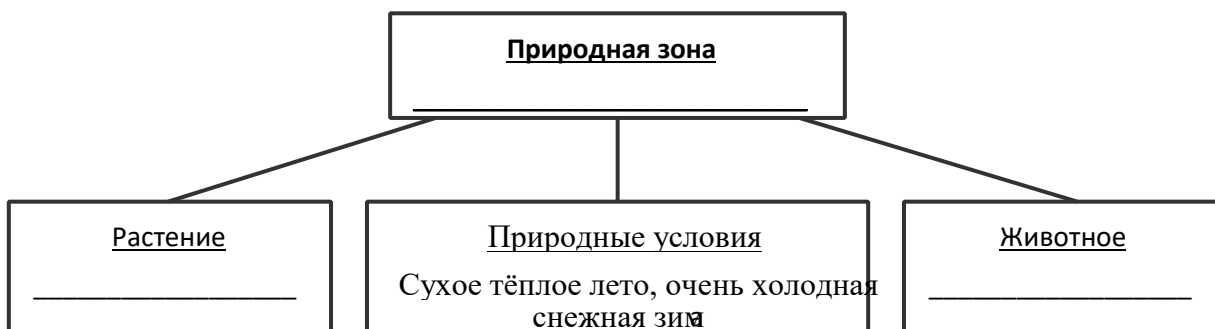 Природная зона
Растение
Природные условия
Сухое тёплое лето, очень холодная
снежная зима
Животное